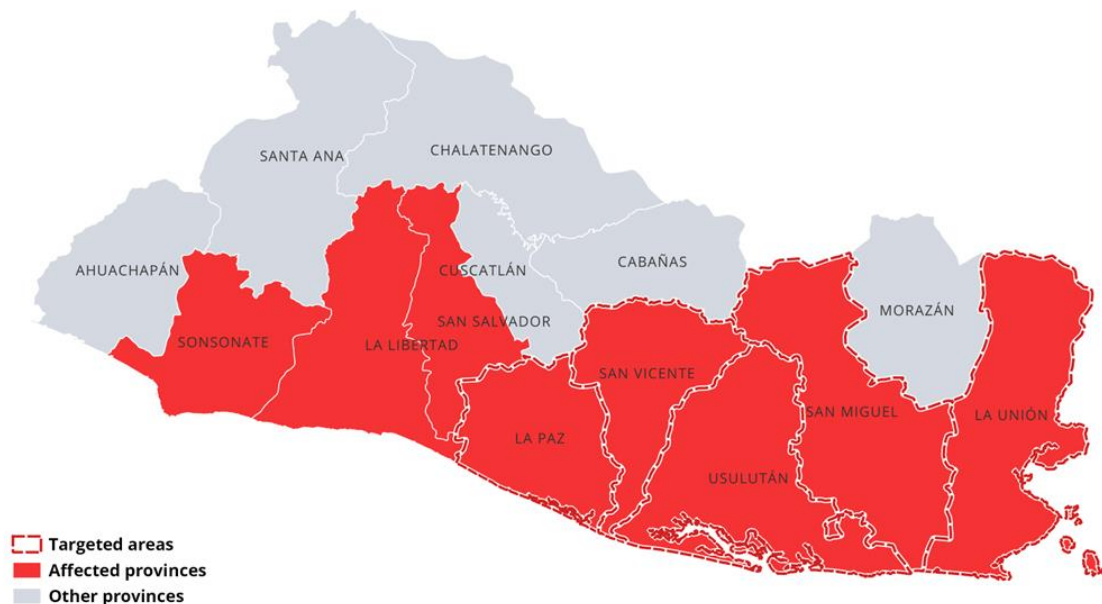 SANTA ANA
CHALATENANGO
AHUACHAPÁN
CUSCATLÁN
CABAÑAS
SONSONATE
LA LIBERTAD
SAN SALVADOR
MORAZÁN
SAN VICENTE
LA PAZ
USULUTÁN
SAN MIGUEL
LA UNIÓN
Targeted areas
Affected provinces
Other provinces